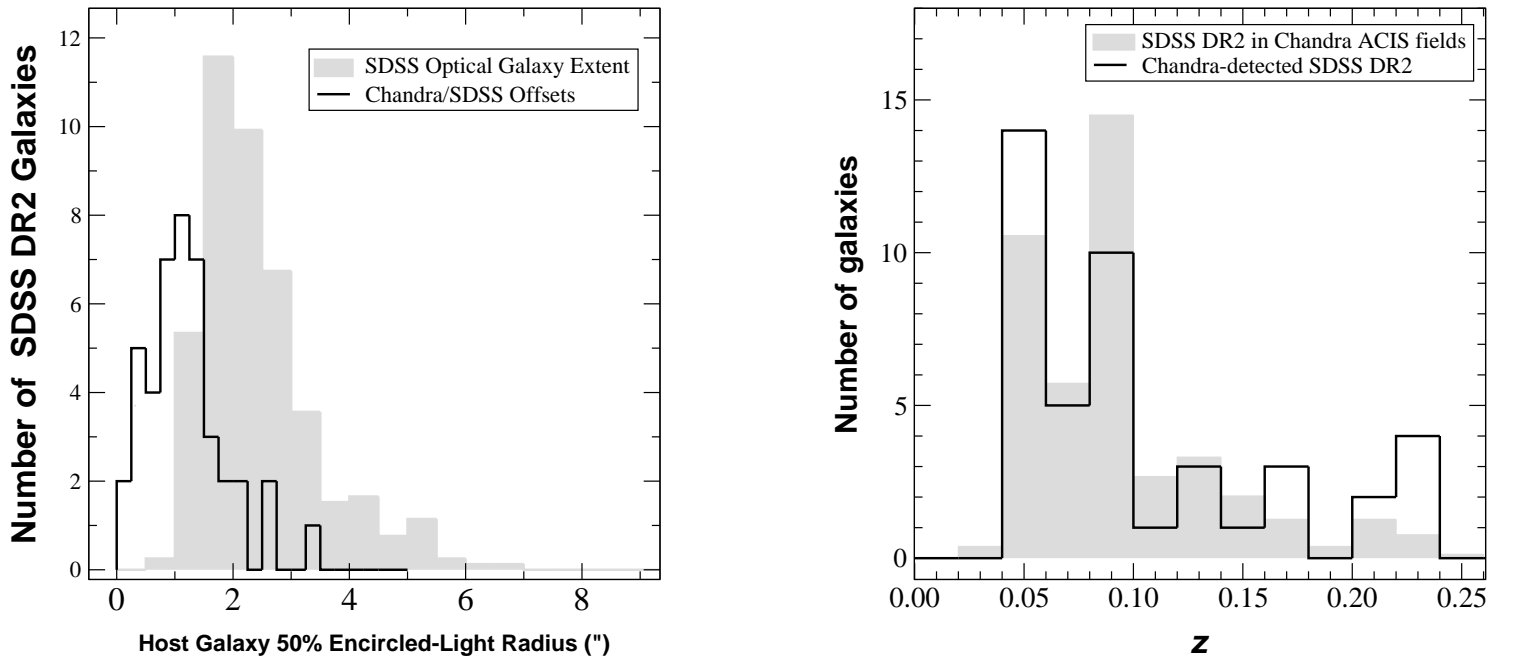 Number of SDSS DR2 Galaxies
12
10
8
6
4
2
0
SDSS Optical Galaxy Extent
Chandra/SDSS Offsets
0 2 4 6 8
Host Galaxy 50% Encircled-Light Radius (")
Number of galaxies
15
10
5
0
SDSS DR2 in Chandra ACIS fields
Chandra-detected SDSS DR2
0.00 0.05 0.10 0.15 0.20 0.25
z